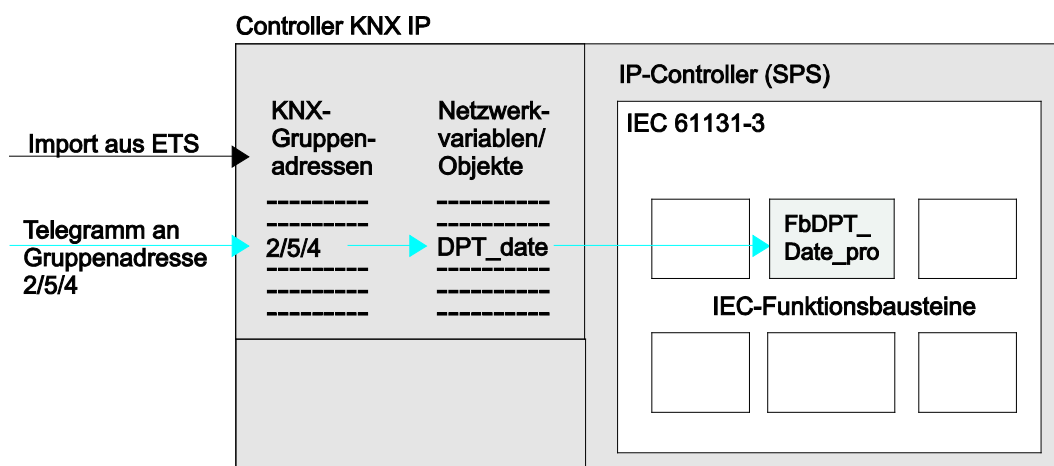 Controller KNX IP
IP-Controller (SPS)
KNX-
Gruppen-
adressen
Netzwerk-
variablen/
Objekte
IEC 61131-3
Import aus ETS
Telegramm an
Gruppenadresse
2/5/4
2/5/4
DPT_date
FbDPT_
Date_pro
IEC-Funktionsbausteine